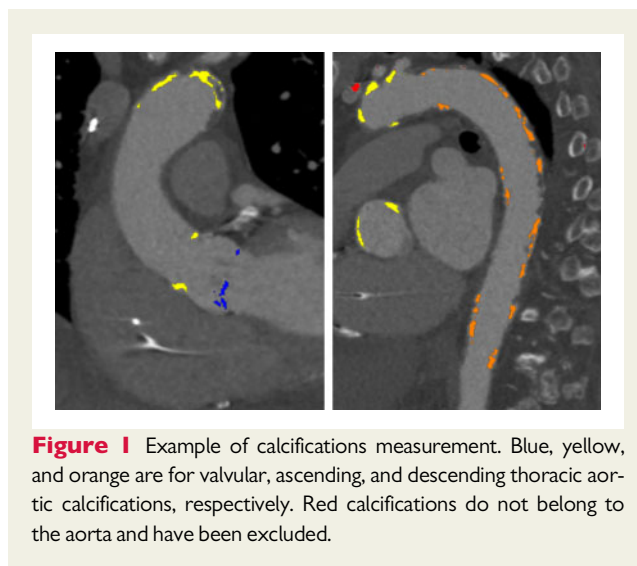 Figure 1 Example of calcifications measurement. Blue, yellow,
and orange are for valvular, ascending, and descending thoracic aor-
tic calcifications, respectively. Red calcifications do not belong to
the aorta and have been excluded.